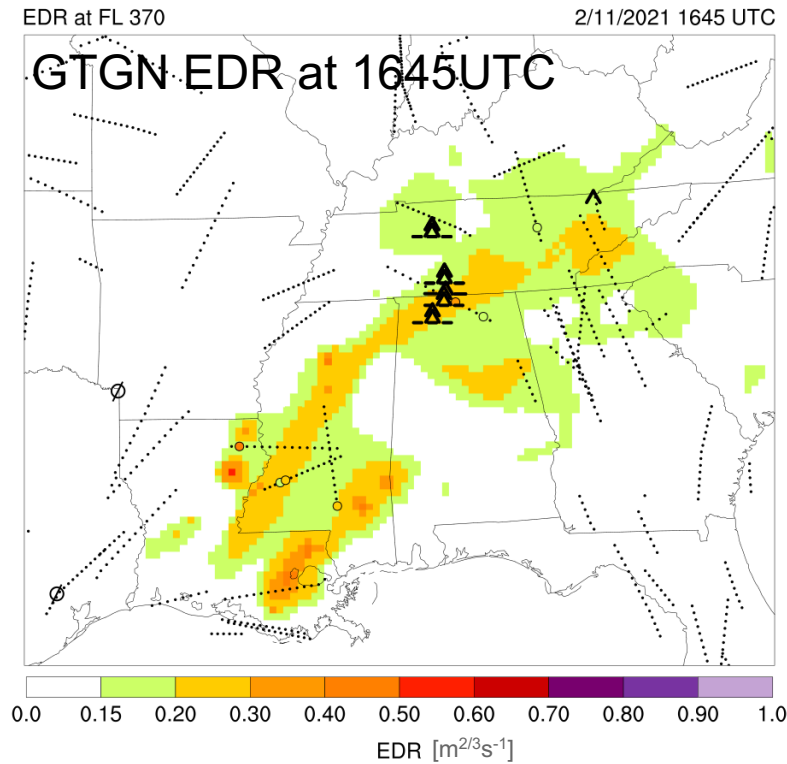 EDR at FL 370 2/11/2021 1645 UTC
GTGN EDR at 1645UTC
0.0 0.15 0.20 0.30 0.40 0.50 0.60 0.70 0.80 0.90 1.0
EDR [m2/3s-1]